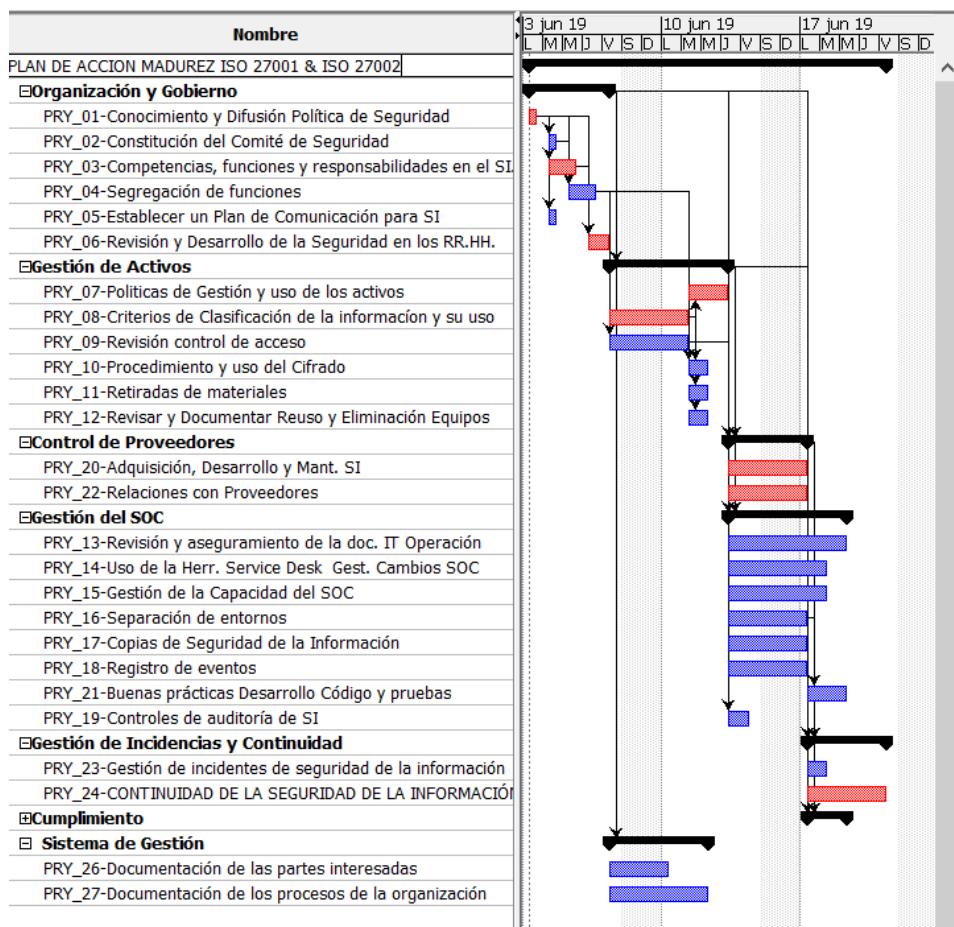 Nombre
3 jun 19 10 jun 19 17 jun 19
L M M J V S D L M M J V S D L M M J V S D
PLAN DE ACCION MADUREZ ISO 27001 & ISO 27002
Organización y Gobierno
PRY_01-Conocimiento y Difusión Política de Seguridad
PRY_02-Constitución del Comité de Seguridad
PRY_03-Competencias, funciones y responsabilidades en el SI.
PRY_04-Segregación de funciones
PRY_05-Establecer un Plan de Comunicación para SI
PRY_06-Revisión y Desarrollo de la Seguridad en los RR.HH.
Gestión de Activos
PRY_07-Politicas de Gestión y uso de los activos
PRY_08-Criterios de Clasificación de la informacíon y su uso
PRY_09-Revisión control de acceso
PRY_10-Procedimiento y uso del Cifrado
PRY_11-Retiradas de materiales
PRY_12-Revisar y Documentar Reuso y Eliminación Equipos
Control de Proveedores
PRY_20-Adquisición, Desarrollo y Mant. SI
PRY_22-Relaciones con Proveedores
Gestión del SOC
PRY_13-Revisión y aseguramiento de la doc. IT Operación
PRY_14-Uso de la Herr. Service Desk Gest. Cambios SOC
PRY_15-Gestión de la Capacidad del SOC
PRY_16-Separación de entornos
PRY_17-Copias de Seguridad de la Información
PRY_18-Registro de eventos
PRY_21-Buenas prácticas Desarrollo Código y pruebas
PRY_19-Controles de auditoría de SI
Gestión de Incidencias y Continuidad
PRY_23-Gestión de incidentes de seguridad de la información
PRY_24-CONTINUIDAD DE LA SEGURIDAD DE LA INFORMACIÓN
Cumplimiento
Sistema de Gestión
PRY_26-Documentación de las partes interesadas
PRY_27-Documentación de los procesos de la organización